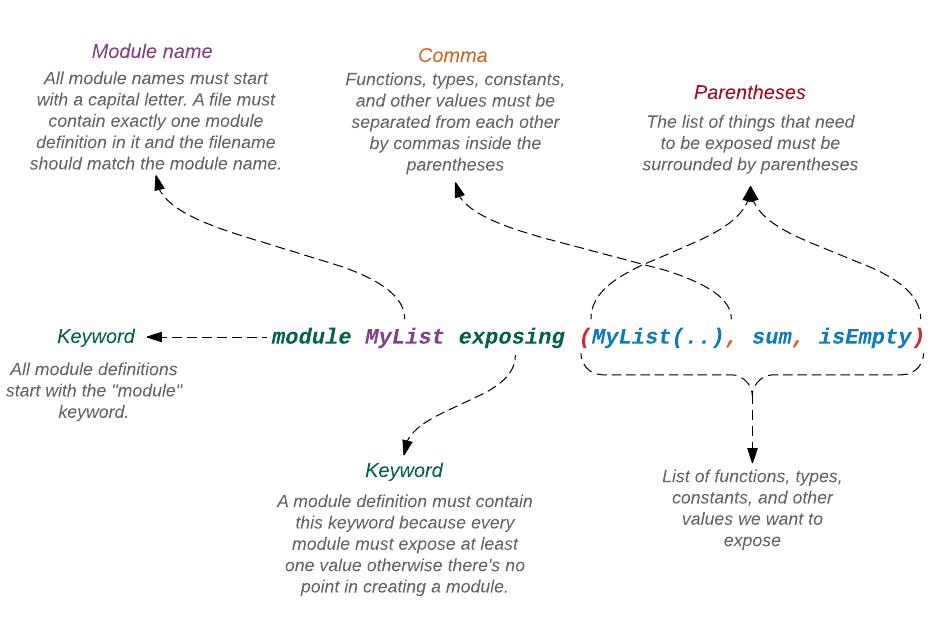 Module name
All module names must start
with a capital letter. A file must
contain exactly one module
definition in it and the filename
should match the module name.
Comma
Functions, types, constants,
and other values must be
separated from each other
by commas inside the
parentheses
Parentheses
The list of things that need
to be exposed must be
surrounded by parentheses
Keyword
module MyList exposing (MyList(..), sum, isEmpty)
All module definitions
start with the "module"
keyword.
Keyword
A module definition must contain
this keyword because every
module must expose at least
one value otherwise there's no
point in creating a module.
List of functions, types,
constants, and other
values we want to
expose